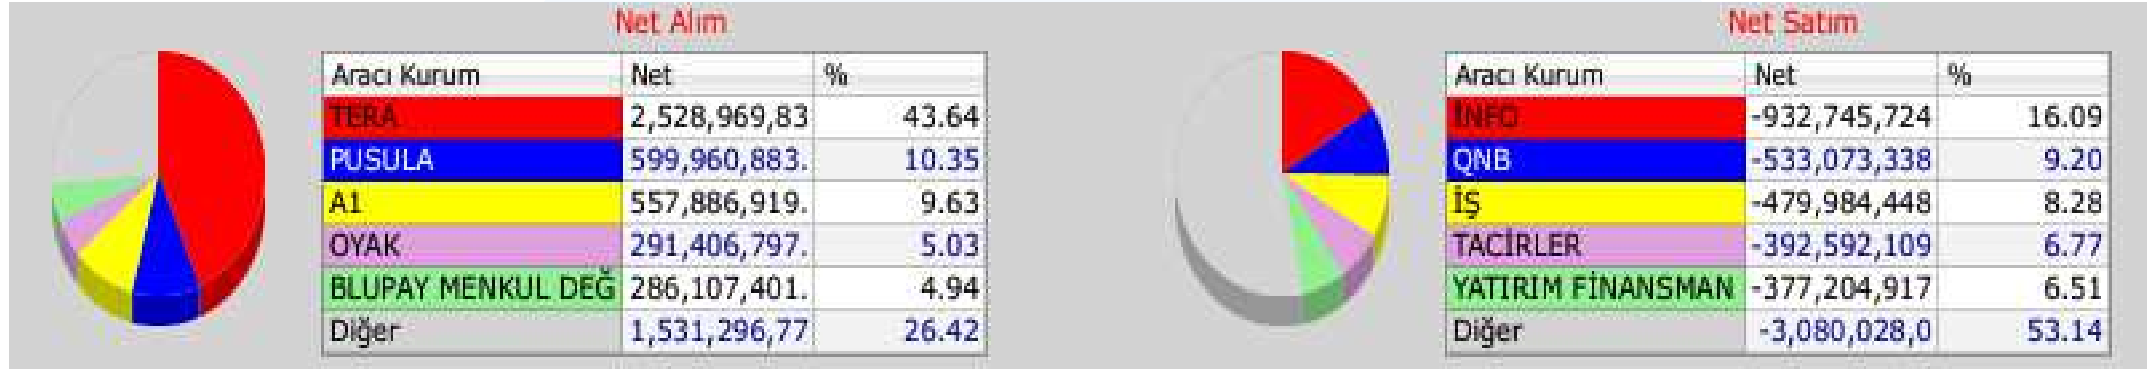 Net Alım
Aracı Kurum Net %
TERA 2,528,969,83 43.64
PUSULA 599,960,883. 10.35
A1 557,886,919. 9.63
OYAK 291,406,797. 5.03
BLUPAY MENKUL DEĞ 286,107,401. 4.94
Diğer 1,531,296,77 26.42
Net Satım
Aracı Kurum Net %
İNFO -932,745,724 16.09
QNB -533,073,338 9.20
İŞ -479,984,448 8.28
TACİRLER -392,592,109 6.77
YATIRIM FİNANSMAN -377,204,917 6.51
Diğer -3,080,028,0 53.14